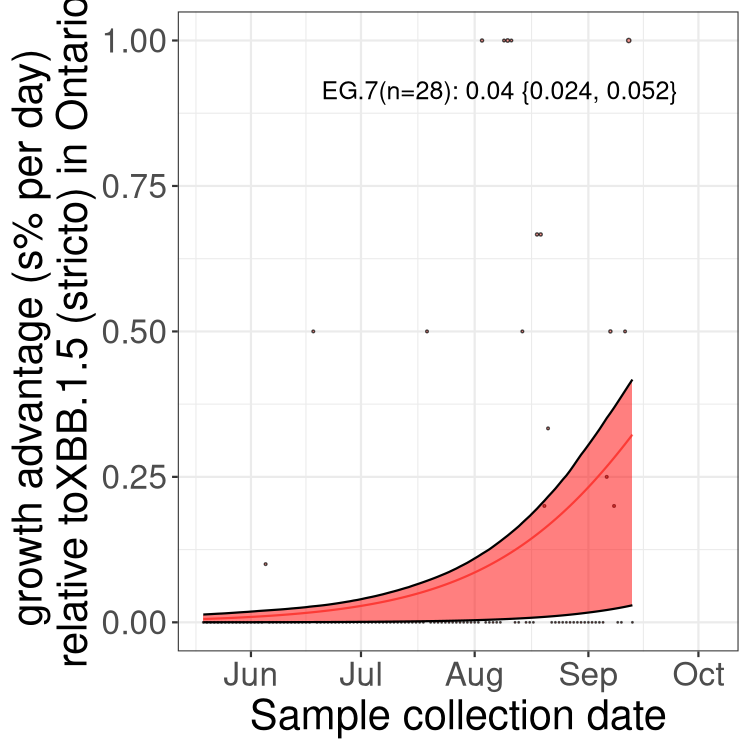 growth advantage (s% per day)
relative toXBB.1.5 (stricto) in Ontario
1.00
EG.7(n=28): 0.04 {0.024, 0.052}
0.75
0.50
0.25
0.00
Jun Jul Aug Sep Oct
Sample collection date